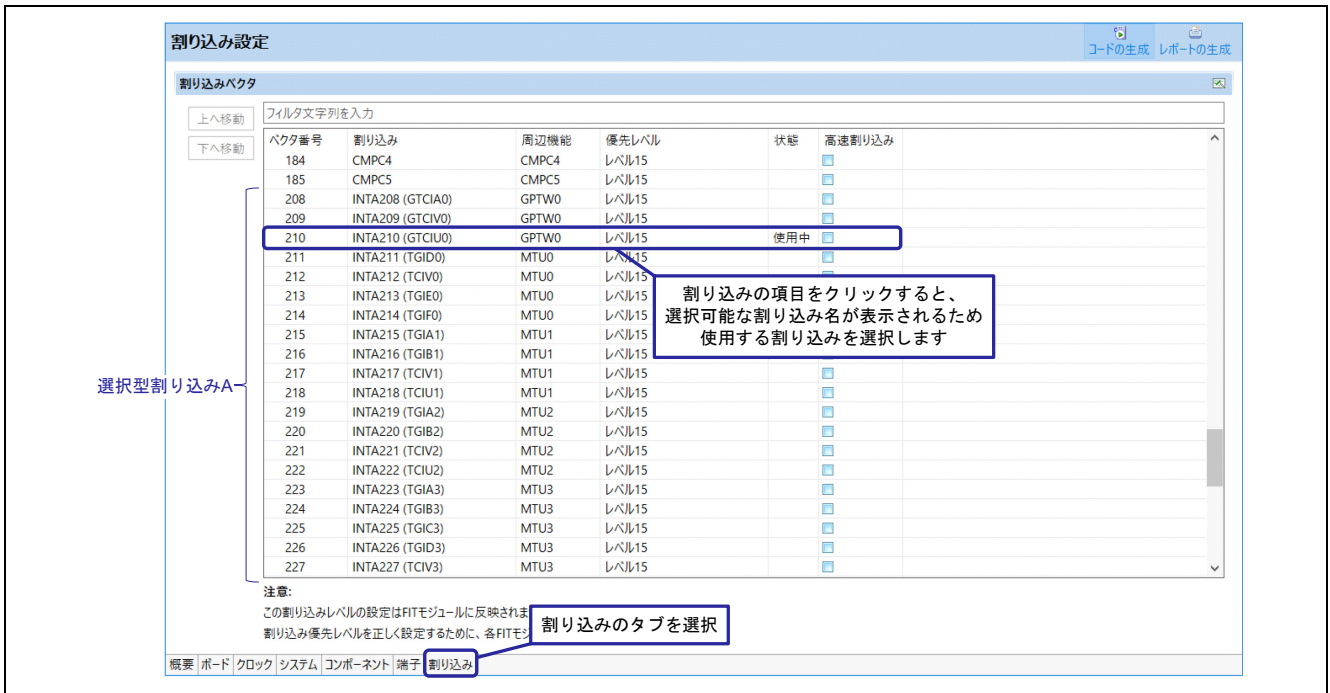 割り込み設定
コードの生成 レポートの生成
割り込みベクタ
上へ移動
下へ移動
フィルタ文字列を入力
ベクタ番号 割り込み 周辺機能 優先レベル 状態 高速割り込み
184 CMPC4 CMPC4 レベル15
185 CMPC5 CMPC5 レベル15
208 INTA208 (GTCIA0) GPTW0 レベル15
209 INTA209 (GTCIV0) GPTW0 レベル15
210 INTA210 (GTCIU0) GPTW0 レベル15 使用中
211 INTA211 (TGID0) MTU0 レベル15
212 INTA212 (TCIV0) MTU0 レベル15
213 INTA213 (TGIE0) MTU0 レベル15
214 INTA214 (TGIF0) MTU0 レベル15
215 INTA215 (TGIA1) MTU1 レベル15
216 INTA216 (TGIB1) MTU1 レベル15
217 INTA217 (TCIV1) MTU1 レベル15
218 INTA218 (TCIU1) MTU1 レベル15
219 INTA219 (TGIA2) MTU2 レベル15
220 INTA220 (TGIB2) MTU2 レベル15
221 INTA221 (TCIV2) MTU2 レベル15
222 INTA222 (TCIU2) MTU2 レベル15
223 INTA223 (TGIA3) MTU3 レベル15
224 INTA224 (TGIB3) MTU3 レベル15
225 INTA225 (TGIC3) MTU3 レベル15
226 INTA226 (TGID3) MTU3 レベル15
227 INTA227 (TCIV3) MTU3 レベル15
割り込みの項目をクリックすると、
選択可能な割り込み名が表示されるため
使用する割り込みを選択します
選択型割り込みA
注意:
この割り込みレベルの設定はFITモジュールに反映されま
割り込み優先レベルを正しく設定するために、各FITモジ
割り込みのタブを選択
概要 ボード クロック システム コンポーネント 端子 割り込み